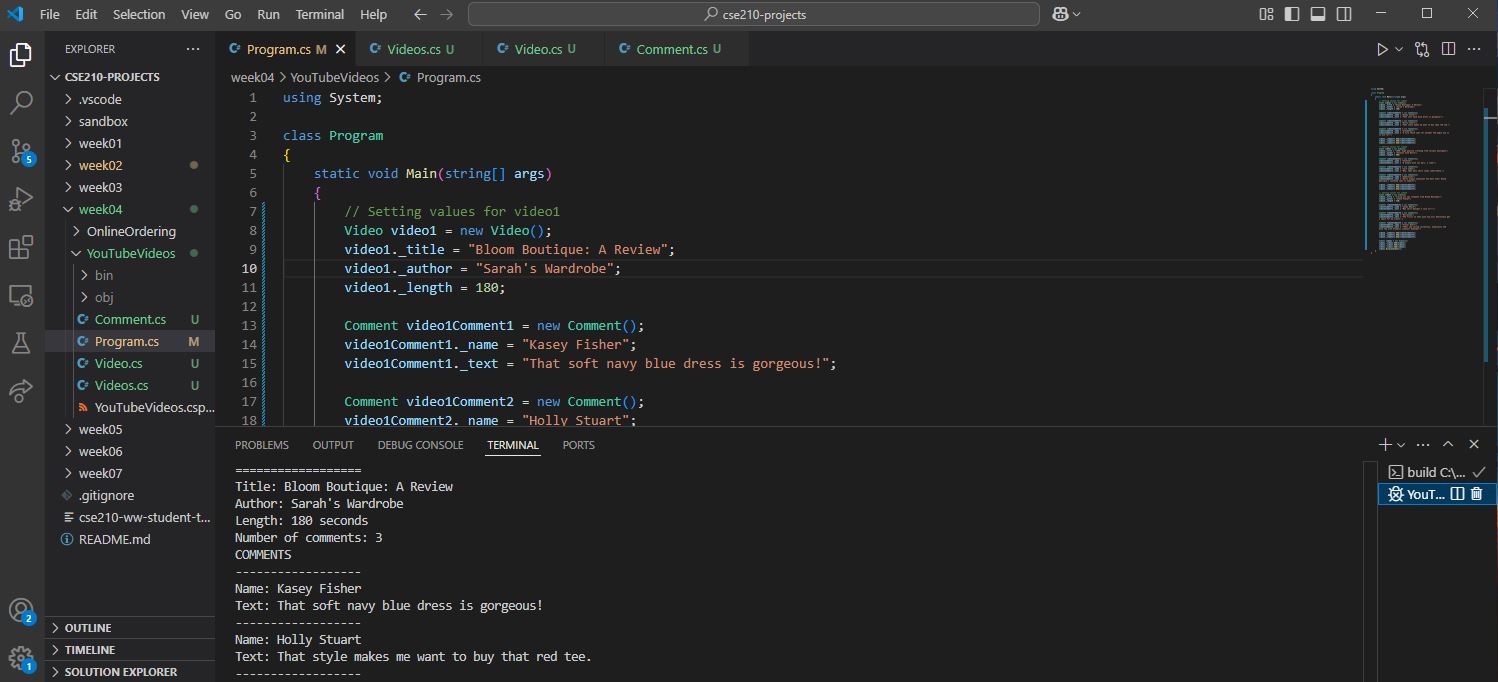 File Edit Selection View Go Run Terminal Help
cse210-projects
EXPLORER
CSE210-PROJECTS
.vscode
sandbox
week01
week02
week03
week04
OnlineOrdering
YouTubeVideos
bin
obj
C# Comment.cs U
C# Program.cs M
C# Video.cs U
C# Videos.cs U
YouTubeVideos.csp...
week05
week06
week07
.gitignore
cse210-ww-student-t...
README.md
OUTLINE
TIMELINE
SOLUTION EXPLORER
5
2
1
C# Program.cs M C# Videos.cs U C# Video.cs U C# Comment.cs U
week04 > YouTubeVideos > C# Program.cs
1 using System;
2
3 class Program
4 {
5 static void Main(string[] args)
6 {
7 // Setting values for video1
8 Video video1 = new Video();
9 video1._title = "Bloom Boutique: A Review";
10 video1._author = "Sarah's Wardrobe";
11 video1._length = 180;
12
13 Comment video1Comment1 = new Comment();
14 video1Comment1._name = "Kasey Fisher";
15 video1Comment1._text = "That soft navy blue dress is gorgeous!";
16
17 Comment video1Comment2 = new Comment();
18 video1Comment2._name = "Holly Stuart";
PROBLEMS OUTPUT DEBUG CONSOLE TERMINAL PORTS
==================
Title: Bloom Boutique: A Review
Author: Sarah's Wardrobe
Length: 180 seconds
Number of comments: 3
COMMENTS
------------------
Name: Kasey Fisher
Text: That soft navy blue dress is gorgeous!
------------------
Name: Holly Stuart
Text: That style makes me want to buy that red tee.
------------------
build C:\...
YouT...